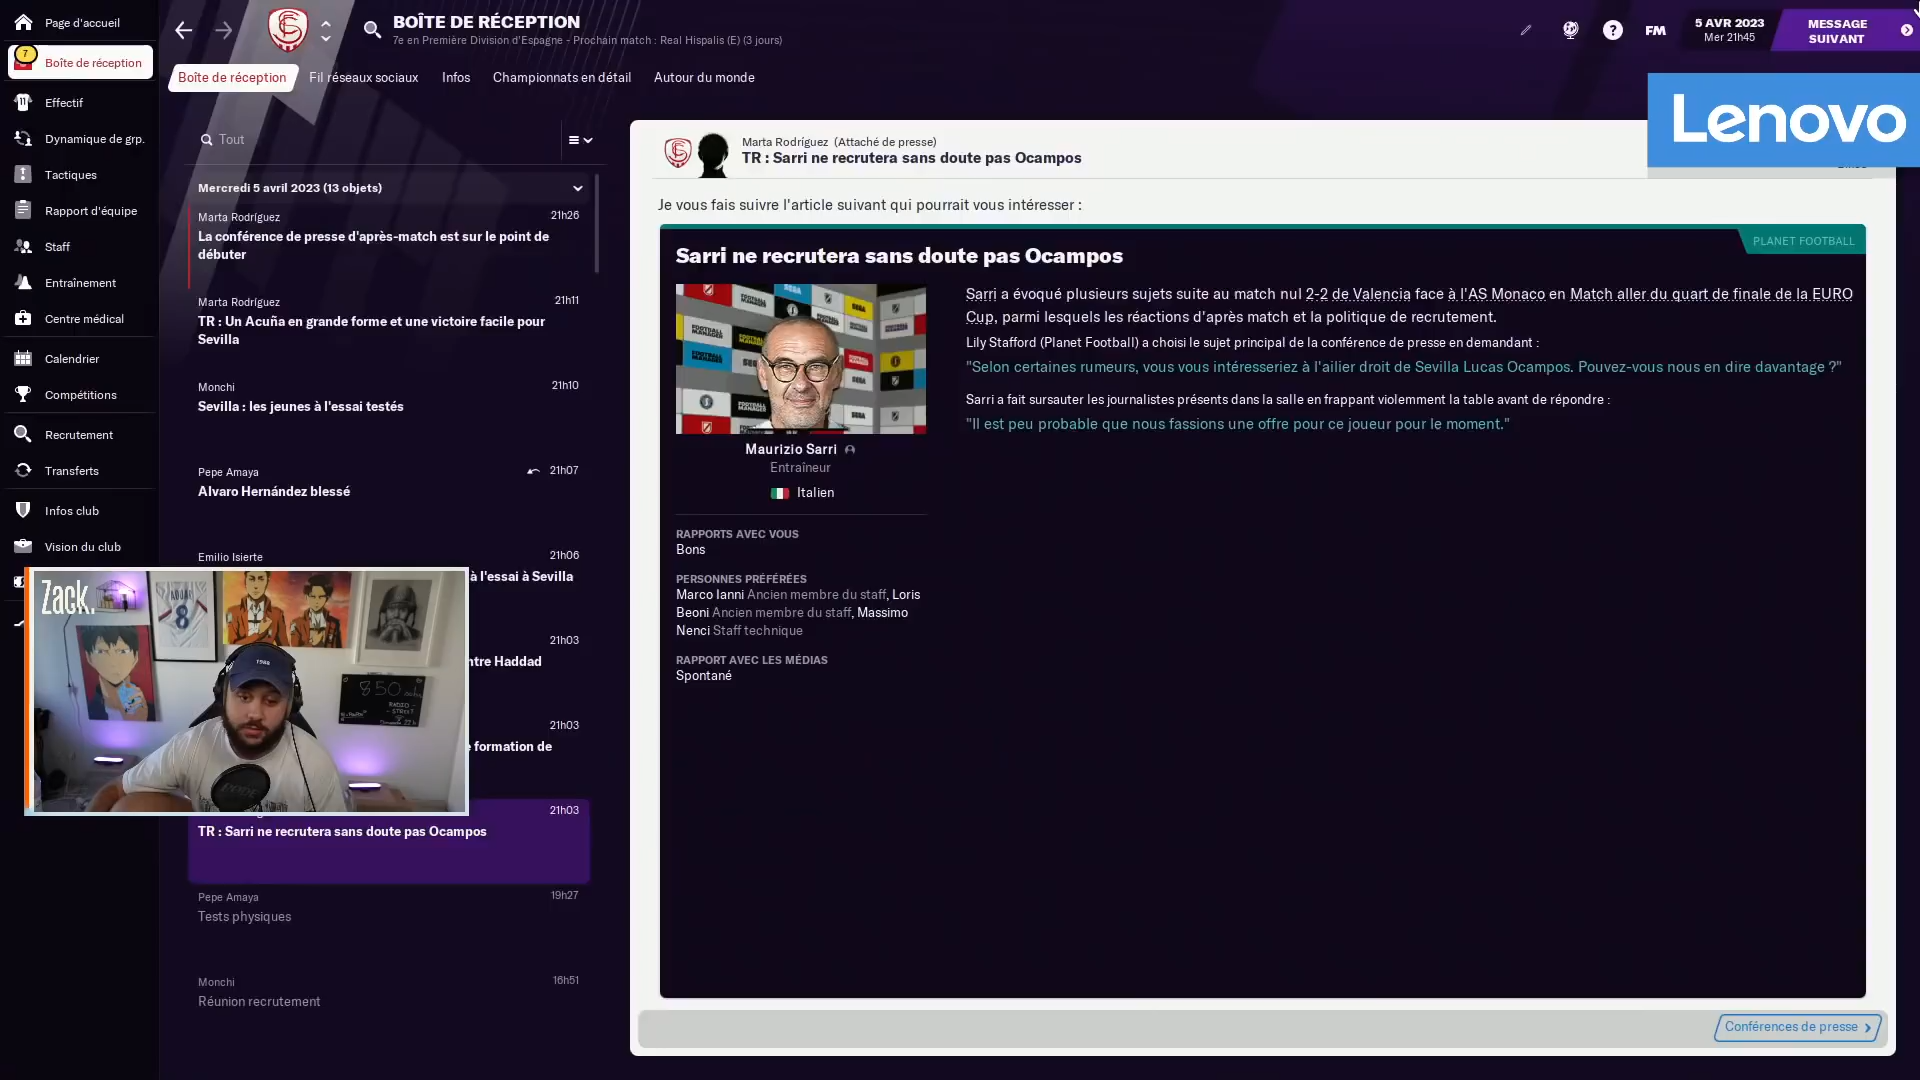 Page d'accueil
BOÎTE DE RÉCEPTION
7e en Première Division d'Espagne - Prochain match : Real Hispalis (E) (3 jours)
FM
5 AVR 2023
Mer 21h45
MESSAGE
SUIVANT
7
Boîte de réception
Boîte de réception
Fil réseaux sociaux
Infos
Championnats en détail
Autour du monde
Effectif
Dynamique de grp.
Tactiques
Rapport d'équipe
Staff
Entraînement
Centre médical
Calendrier
Compétitions
Recrutement
Transferts
Infos club
Vision du club
Tout
Mercredi 5 avril 2023 (13 objets)
Marta Rodríguez
21h26
La conférence de presse d'après-match est sur le point de
débuter
Marta Rodríguez
21h11
TR : Un Acuña en grande forme et une victoire facile pour
Sevilla
Monchi
21h10
Sevilla : les jeunes à l'essai testés
Pepe Amaya
21h07
Alvaro Hernández blessé
Emilio Isierte
21h06
à l'essai à Sevilla
21h03
ntre Haddad
21h03
e formation de
21h03
TR : Sarri ne recrutera sans doute pas Ocampos
Pepe Amaya
19h27
Tests physiques
Monchi
16h51
Réunion recrutement
Zack.
8
1988
850
RADIO
Lenovo
Marta Rodríguez (Attaché de presse)
TR : Sarri ne recrutera sans doute pas Ocampos
Je vous fais suivre l'article suivant qui pourrait vous intéresser :
PLANET FOOTBALL
Sarri ne recrutera sans doute pas Ocampos
Sarri a évoqué plusieurs sujets suite au match nul 2-2 de Valencia face à l'AS Monaco en Match aller du quart de finale de la EURO
Cup, parmi lesquels les réactions d'après match et la politique de recrutement.
Lily Stafford (Planet Football) a choisi le sujet principal de la conférence de presse en demandant :
"Selon certaines rumeurs, vous vous intéresseriez à l'ailier droit de Sevilla Lucas Ocampos. Pouvez-vous nous en dire davantage ?"
Sarri a fait sursauter les journalistes présents dans la salle en frappant violemment la table avant de répondre :
"Il est peu probable que nous fassions une offre pour ce joueur pour le moment."
Maurizio Sarri
Entraîneur
Italien
RAPPORTS AVEC VOUS
Bons
PERSONNES PRÉFÉRÉES
Marco Ianni Ancien membre du staff, Loris
Beoni Ancien membre du staff, Massimo
Nenci Staff technique
RAPPORT AVEC LES MÉDIAS
Spontané
Conférences de presse